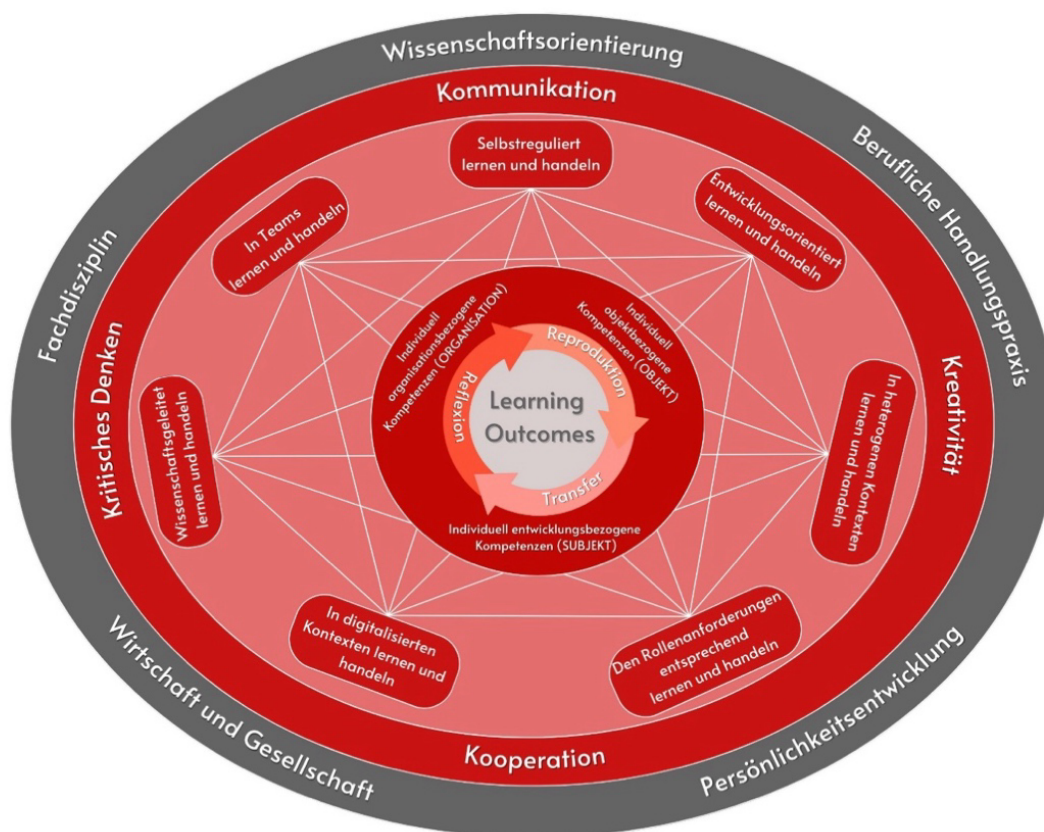 Wissenschaftsorientierung
Berufliche Handlungspraxis
Persönlichkeitsentwicklung
Wirtschaft und Gesellschaft
Fachdisziplin
Kommunikation
Kreativität
Kooperation
Kritisches Denken
Selbstreguliert
lernen und handeln
Entwicklungsorientiert
lernen und handeln
In heterogenen Kontexten
lernen und handeln
Den Rollenanforderungen
entsprechend
lernen und handeln
In digitalisierten
Kontexten lernen und
handeln
Wissenschaftsgeleitet
lernen und handeln
In Teams
lernen und handeln
Individuell
organisationsbezogene
Kompetenzen (ORGANISATION)
Individuell
objektbezogene
Kompetenzen (OBJEKT)
Individuell entwicklungsbezogene
Kompetenzen (SUBJEKT)
Reproduktion
Transfer
Reflexion
Learning
Outcomes